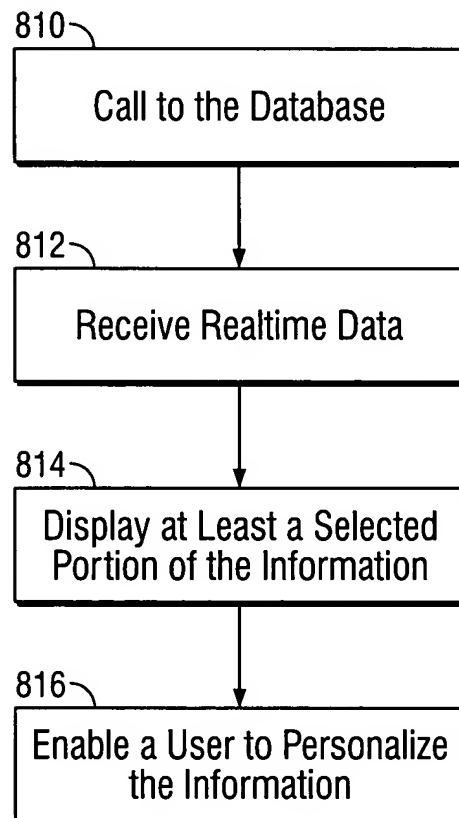 810
Call to the Database
812
Receive Realtime Data
814
Display at Least a Selected
Portion of the Information
816
Enable a User to Personalize
the Information